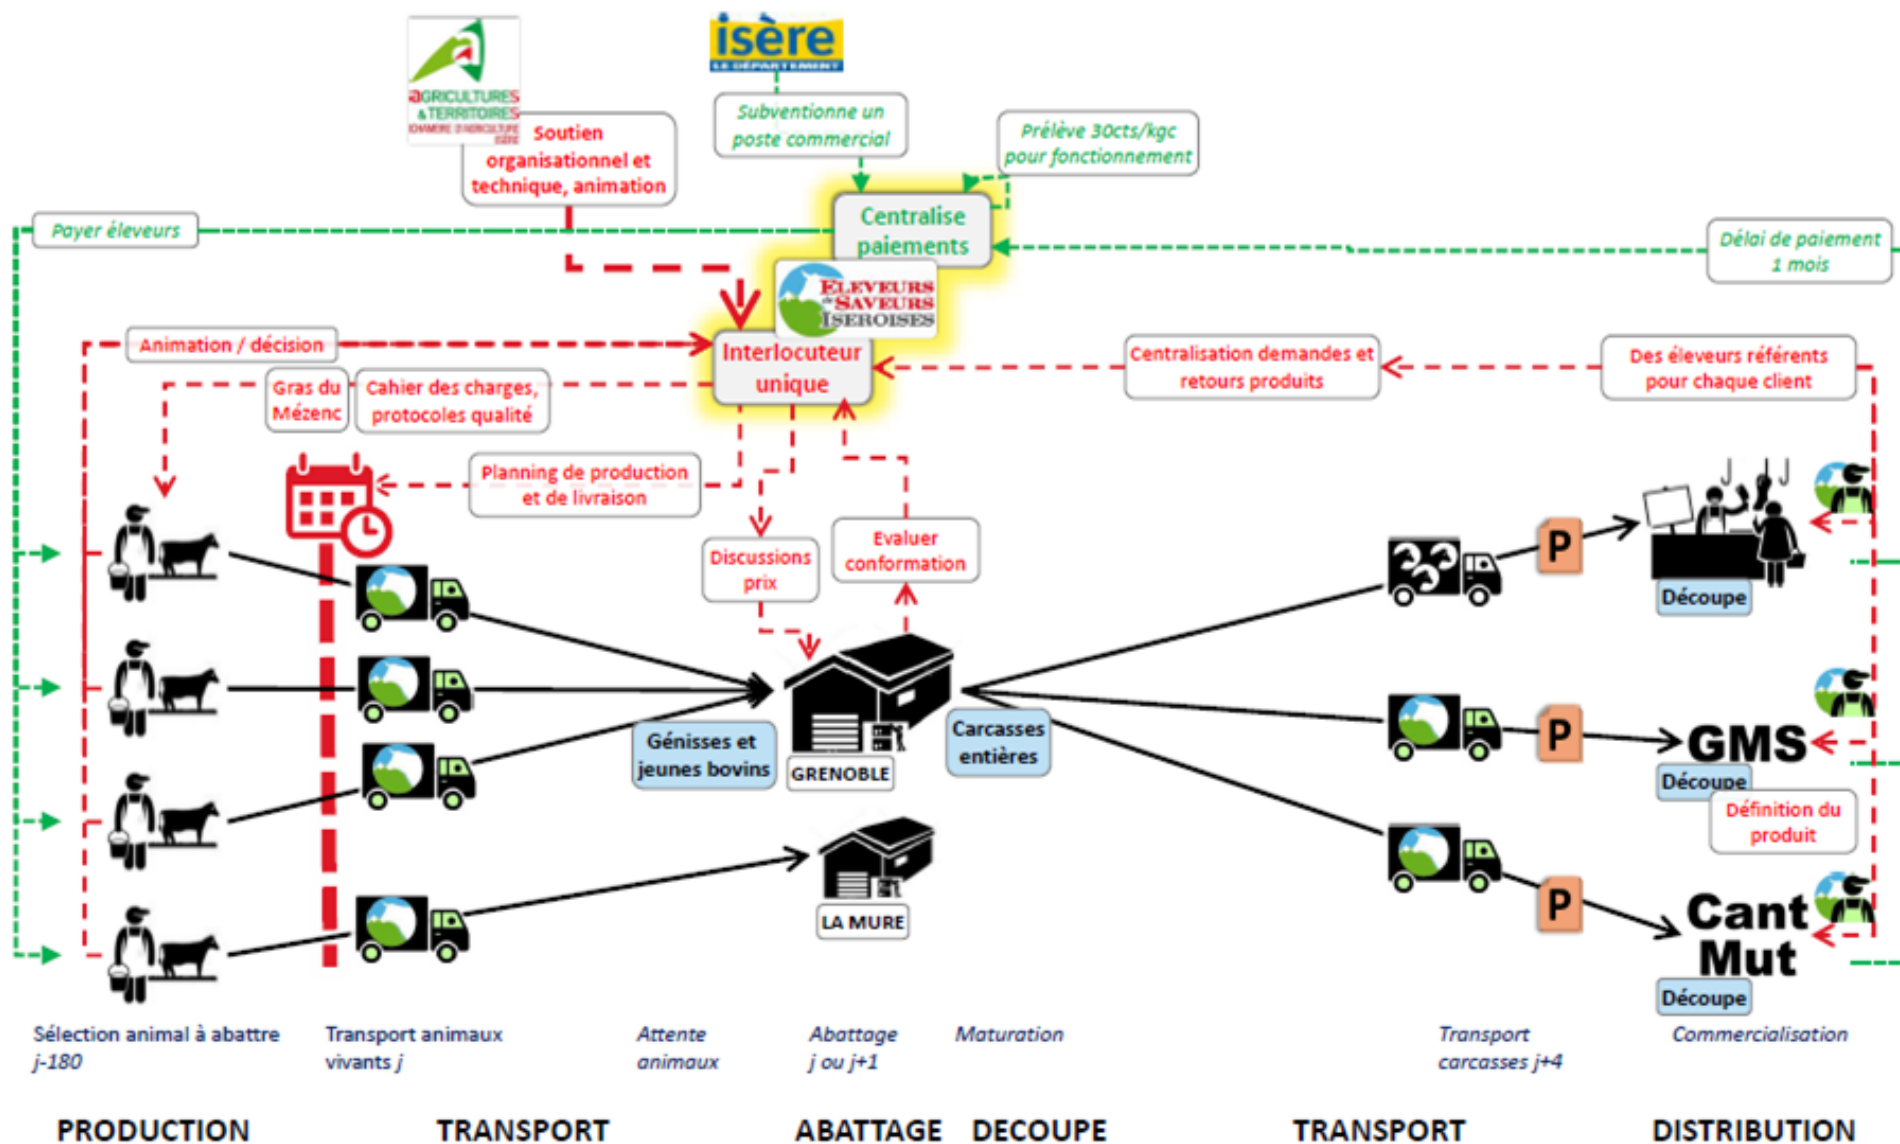 aGRICULTURES
& TERRITOIRES
CHAMBRE D'AGRICULTURE
ISÈRE
isère
LE DÉPARTEMENT
Soutien
organisationnel et
technique, animation
Subventionne un
poste commercial
Prélève 30cts/kgc
pour fonctionnement
Payer éleveurs
Centralise
paiements
Délai de paiement
1 mois
ELEVEURS
de SAVEURS
ISEROISES
Animation / décision
Interlocuteur
unique
Centralisation demandes et
retours produits
Des éleveurs référents
pour chaque client
Gras du
Mézenc
Cahier des charges,
protocoles qualité
Planning de production
et de livraison
Discussions
prix
Evaluer
conformation
P
Découpe
Génisses et
jeunes bovins
GRENOBLE
Carcasses
entières
P
GMS
Découpe
Définition du
produit
LA MURE
P
Cant
Mut
Découpe
Sélection animal à abattre
j-180
Transport animaux
vivants j
Attente
animaux
Abattage
j ou j+1
Maturation
Transport
carcasses j+4
Commercialisation
PRODUCTION TRANSPORT ABATTAGE DECOUPE TRANSPORT DISTRIBUTION